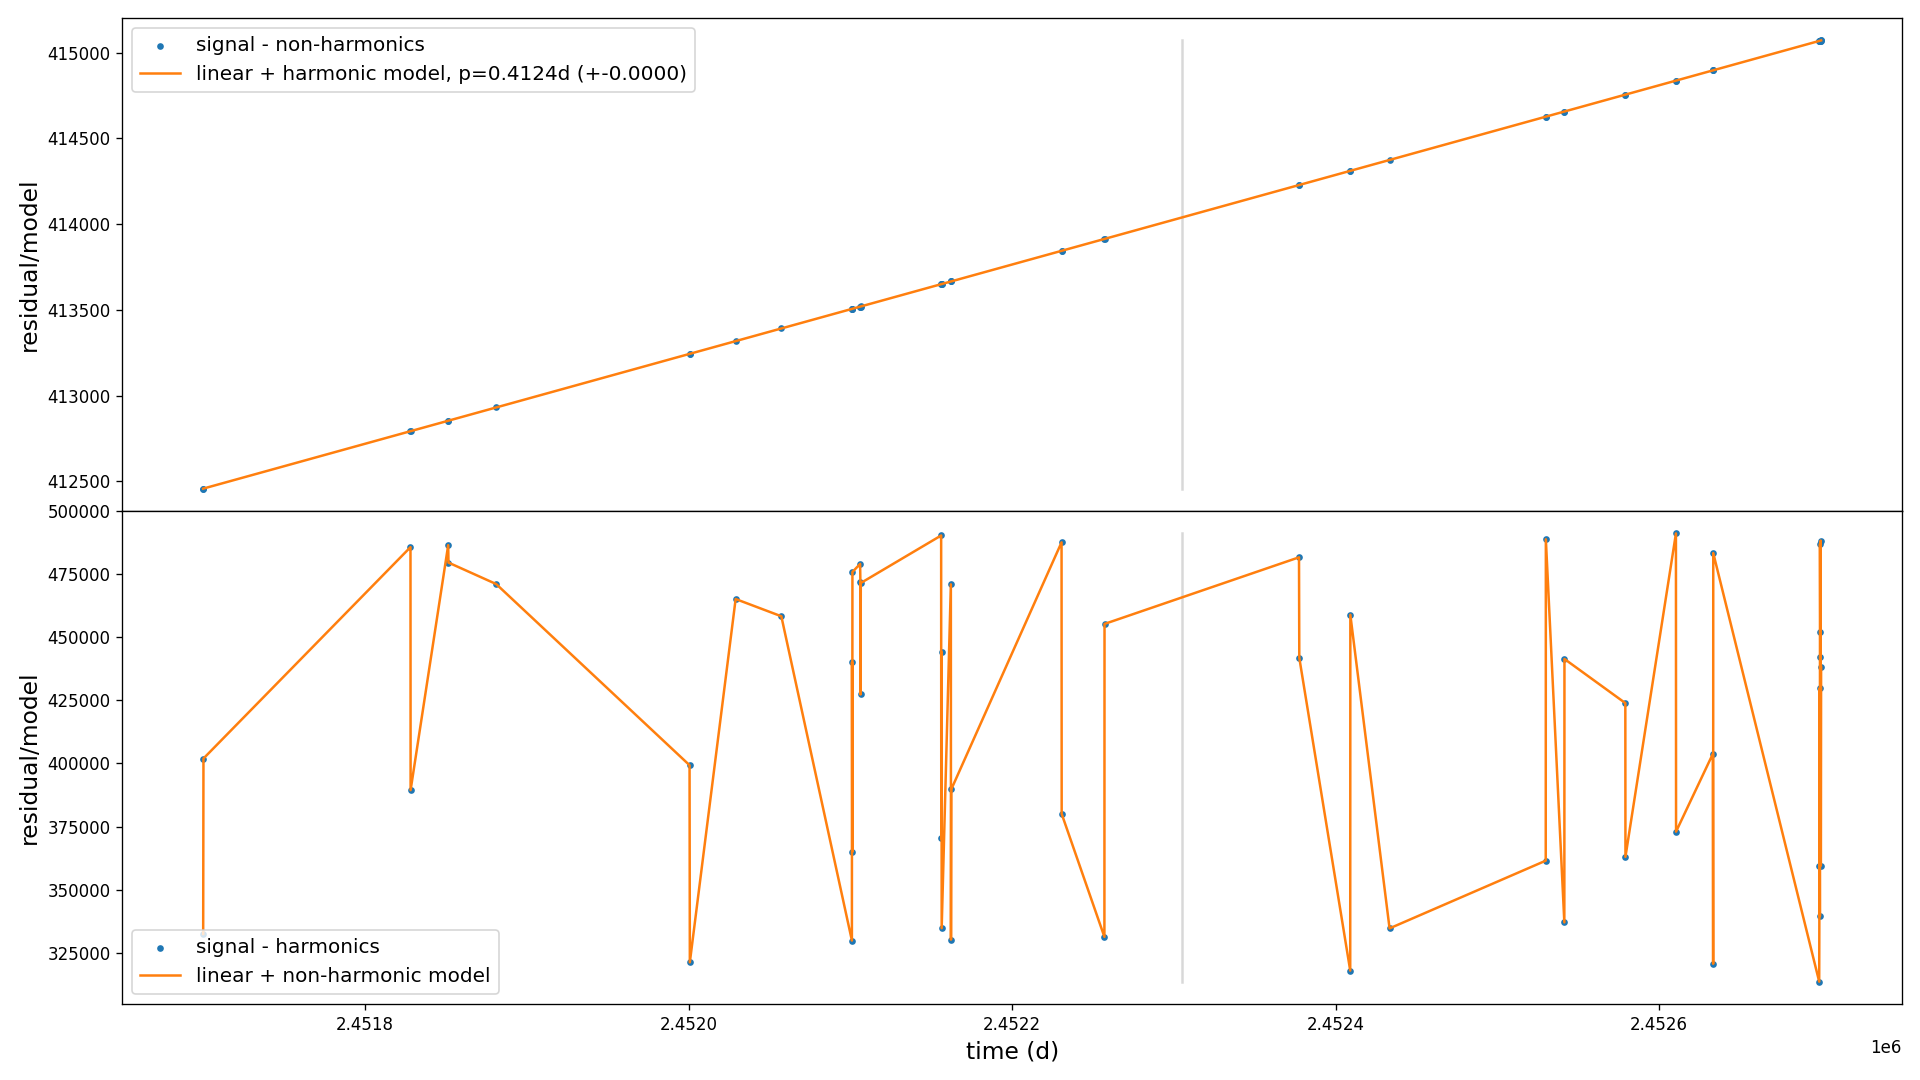 signal - non-harmonics
linear + harmonic model, p=0.4124d (+-0.0000)
415000
414500
414000
413500
413000
412500
residual/model
500000
475000
450000
425000
400000
375000
350000
325000
residual/model
signal - harmonics
linear + non-harmonic model
2.4518 2.4520 2.4522 2.4524 2.4526
1e6
time (d)